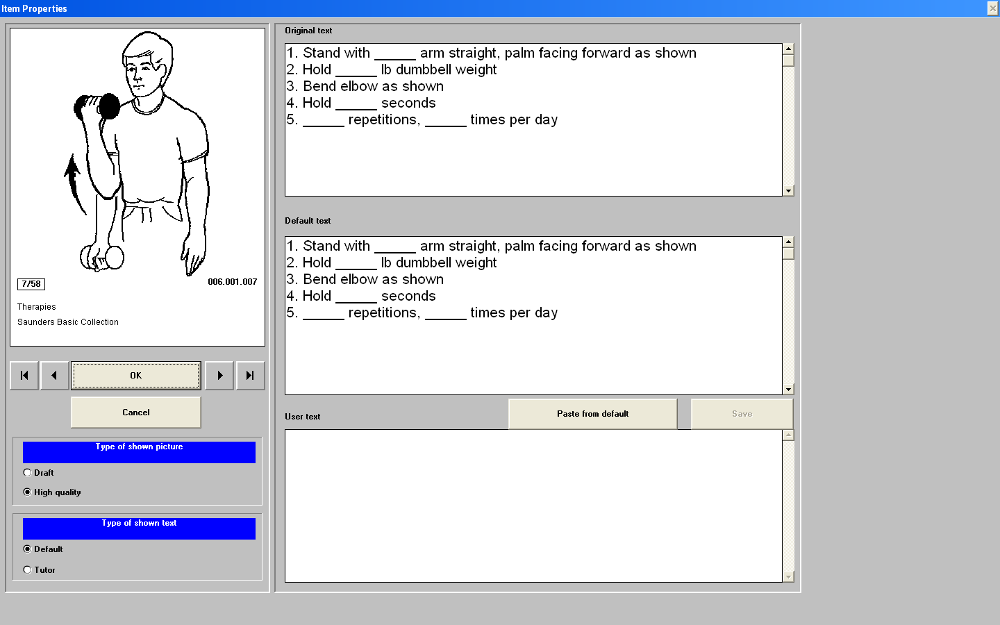 Item Properties
7/58
006.001.007
Therapies
Saunders Basic Collection
OK
Cancel
Type of shown picture
Draft
High quality
Type of shown text
Default
Tutor
Original text
1. Stand with _____ arm straight, palm facing forward as shown
2. Hold _____ lb dumbbell weight
3. Bend elbow as shown
4. Hold _____ seconds
5. _____ repetitions, _____ times per day
Default text
1. Stand with _____ arm straight, palm facing forward as shown
2. Hold _____ lb dumbbell weight
3. Bend elbow as shown
4. Hold _____ seconds
5. _____ repetitions, _____ times per day
User text
Paste from default
Save